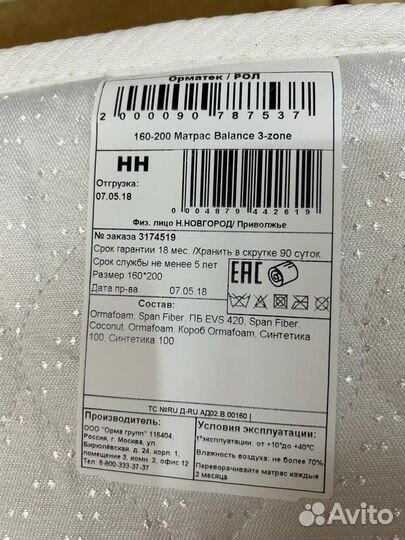 Орматек / РОЛ
2 000090 787537
160-200 Матрас Balance 3-zone
НН
Отгрузка:
07.05.18
0 004879 442619
Физ. лицо Н.НОВГОРОД/ Приволжье
№ заказа 3174519
Срок гарантии 18 мес. /Хранить в скрутке 90 суток.
Срок службы не менее 5 лет
Размер 160*200
Дата пр-ва 07.05.18
EAC
Состав:
Ormafoam, Span Fiber, ПБ EVS 420, Span Fiber,
Coconut, Ormafoam, Короб Ormafoam, Синтетика
100, Синтетика 100
ТС №RU Д-RU.АД02.В.00160 |
Производитель:
ООО "Орма групп" 116404,
Россия, г. Москва, ул.
Бирюлёвская, д. 24, корп. 1,
помещение 3, комн. 2, офис 12
Тел: 8-800-333-37-37
Условия эксплуатации:
t°эксплуатации: от +10°до +40°С
Влажность воздуха: не более 70%
Переворачивайте матрас каждые
3 месяца
Avito